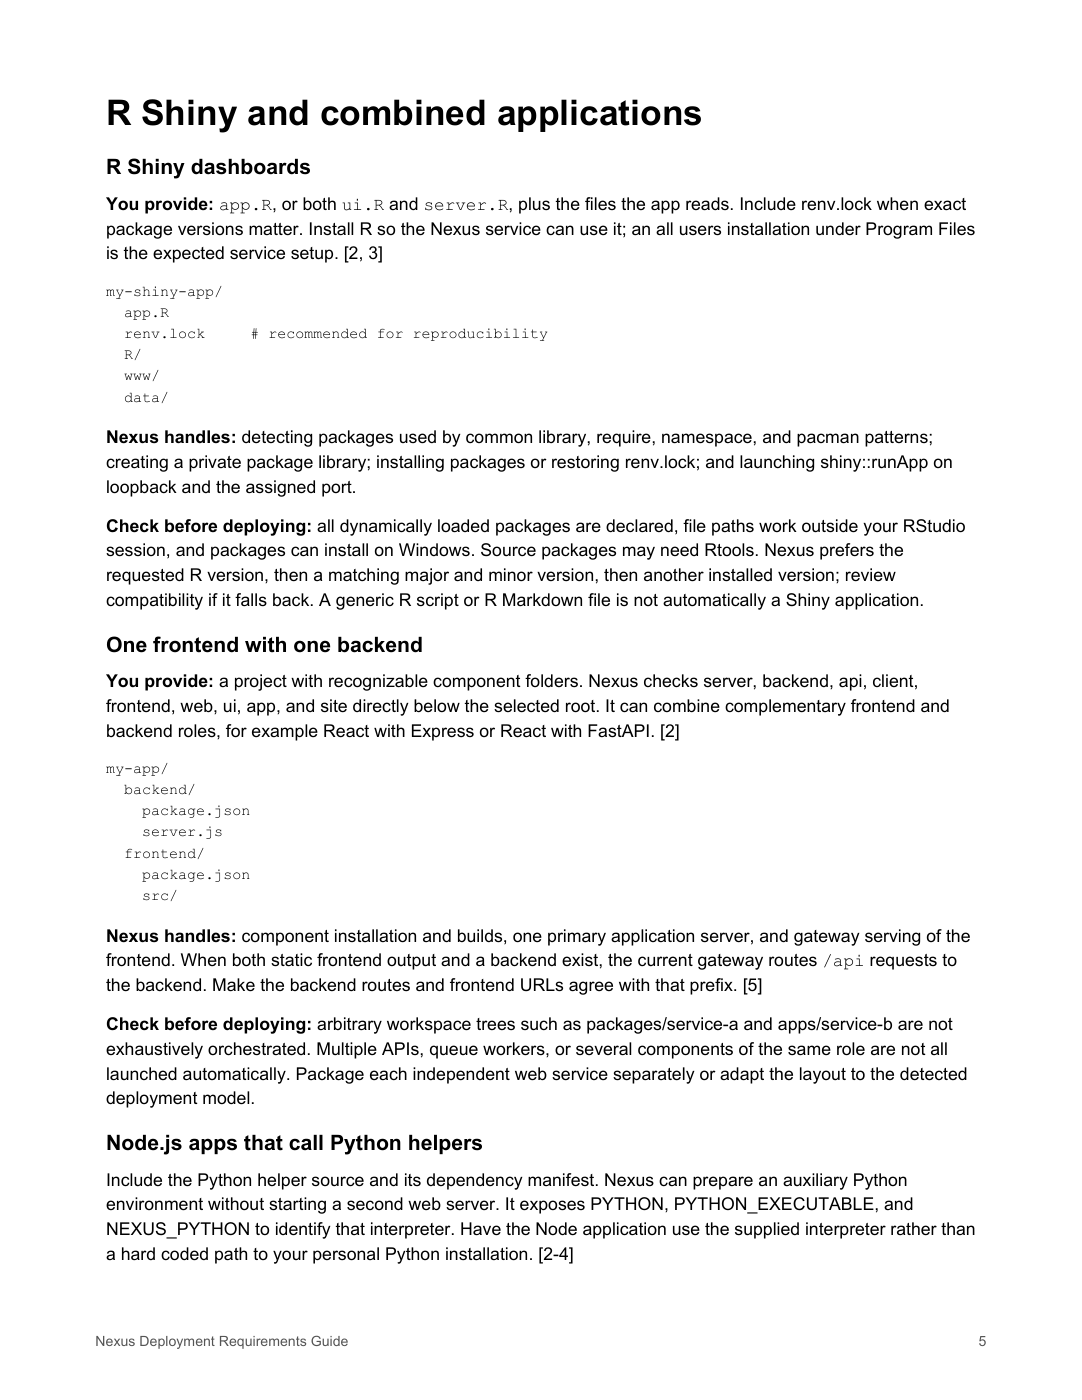 R Shiny and combined applications
R Shiny dashboards
You provide: app.R, or both ui.R and server.R, plus the files the app reads. Include renv.lock when exact
package versions matter. Install R so the Nexus service can use it; an all users installation under Program Files
is the expected service setup. [2, 3]
my-shiny-app/
  app.R
  renv.lock     # recommended for reproducibility
  R/
  www/
  data/
Nexus handles: detecting packages used by common library, require, namespace, and pacman patterns;
creating a private package library; installing packages or restoring renv.lock; and launching shiny::runApp on
loopback and the assigned port.
Check before deploying: all dynamically loaded packages are declared, file paths work outside your RStudio
session, and packages can install on Windows. Source packages may need Rtools. Nexus prefers the
requested R version, then a matching major and minor version, then another installed version; review
compatibility if it falls back. A generic R script or R Markdown file is not automatically a Shiny application.
One frontend with one backend
You provide: a project with recognizable component folders. Nexus checks server, backend, api, client,
frontend, web, ui, app, and site directly below the selected root. It can combine complementary frontend and
backend roles, for example React with Express or React with FastAPI. [2]
my-app/
  backend/
    package.json
    server.js
  frontend/
    package.json
    src/
Nexus handles: component installation and builds, one primary application server, and gateway serving of the
frontend. When both static frontend output and a backend exist, the current gateway routes /api requests to
the backend. Make the backend routes and frontend URLs agree with that prefix. [5]
Check before deploying: arbitrary workspace trees such as packages/service-a and apps/service-b are not
exhaustively orchestrated. Multiple APIs, queue workers, or several components of the same role are not all
launched automatically. Package each independent web service separately or adapt the layout to the detected
deployment model.
Node.js apps that call Python helpers
Include the Python helper source and its dependency manifest. Nexus can prepare an auxiliary Python
environment without starting a second web server. It exposes PYTHON, PYTHON_EXECUTABLE, and
NEXUS_PYTHON to identify that interpreter. Have the Node application use the supplied interpreter rather than
a hard coded path to your personal Python installation. [2-4]
Nexus Deployment Requirements Guide 5